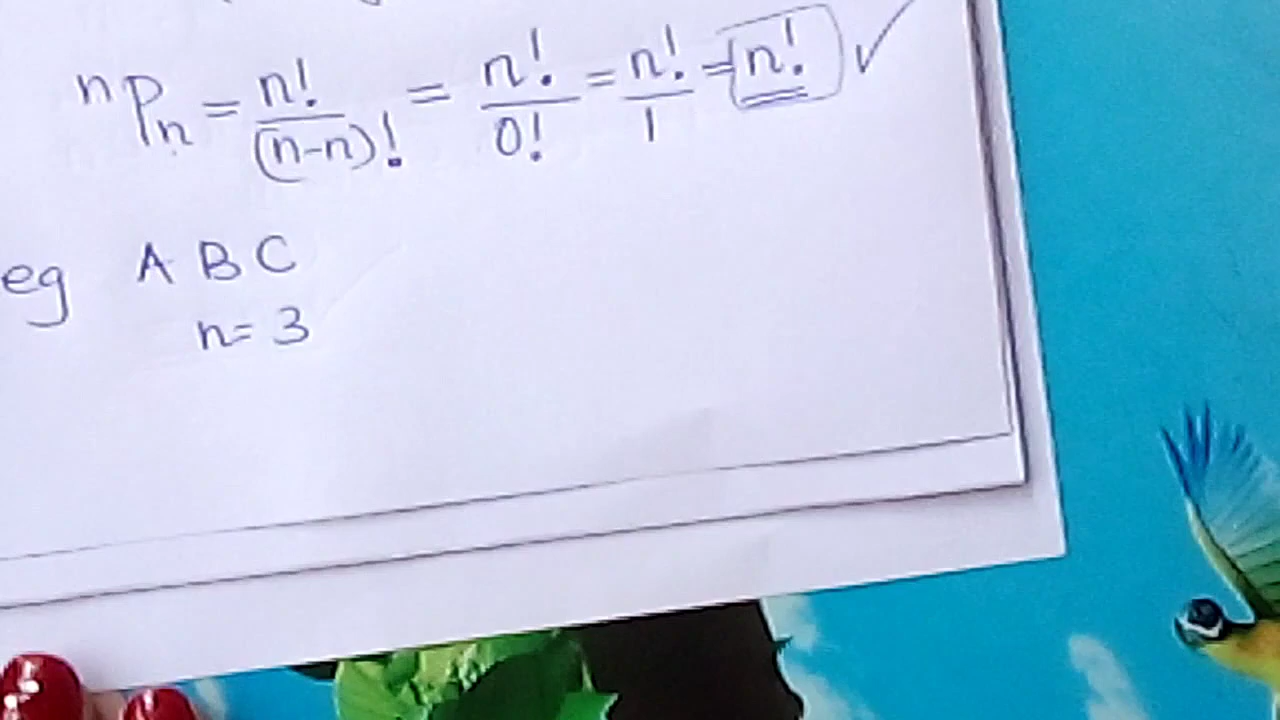 nPn = n!/(n-n)! = n!/0! = n!/1 = n! ✓
eg A B C
n= 3